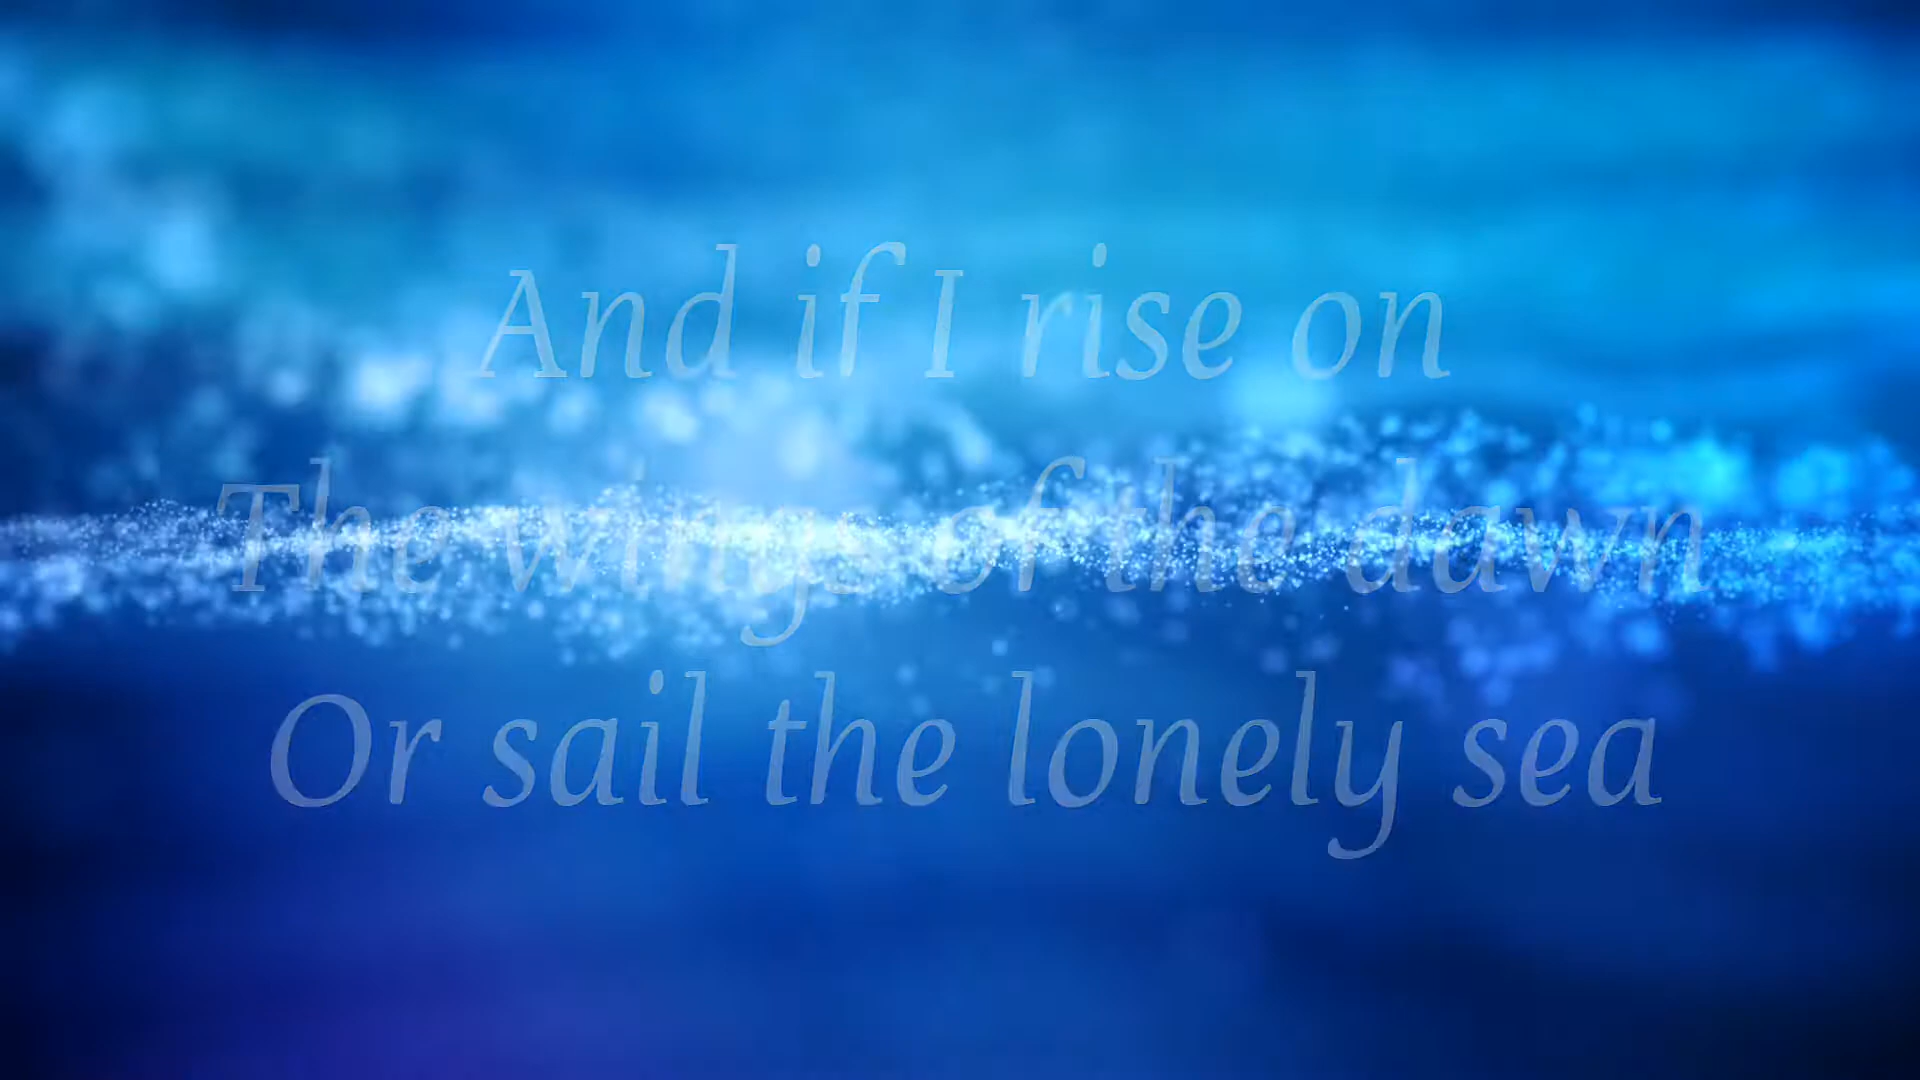 And if I rise on
The wings of the dawn
Or sail the lonely sea